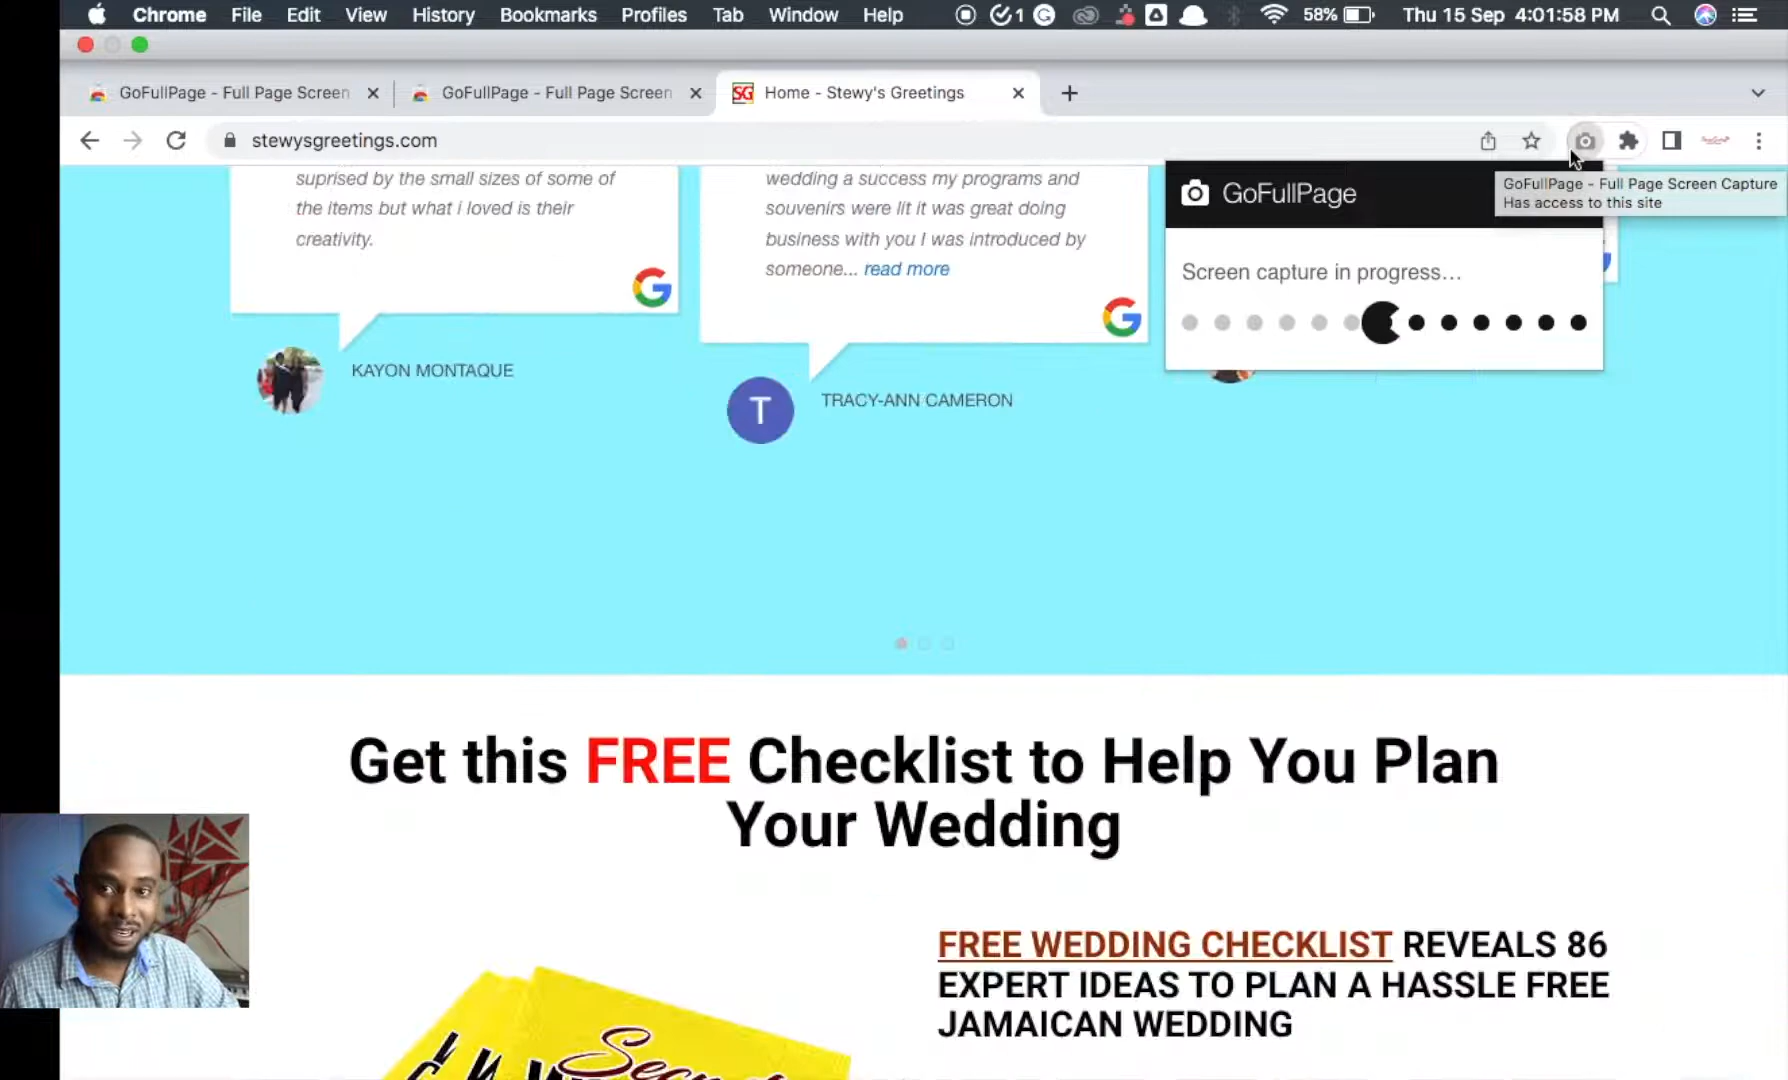 Chrome File Edit View History Bookmarks Profiles Tab Window Help 1 58% Thu 15 Sep 4:01:58 PM
GoFullPage - Full Page Screen GoFullPage - Full Page Screen SG Home - Stewy's Greetings
stewysgreetings.com
GoFullPage - Full Page Screen Capture
Has access to this site
GoFullPage
Screen capture in progress...
suprised by the small sizes of some of
the items but what i loved is their
creativity.
KAYON MONTAQUE
wedding a success my programs and
souvenirs were lit it was great doing
business with you I was introduced by
someone... read more
T
TRACY-ANN CAMERON
Get this FREE Checklist to Help You Plan
Your Wedding
FREE WEDDING CHECKLIST REVEALS 86
EXPERT IDEAS TO PLAN A HASSLE FREE
JAMAICAN WEDDING